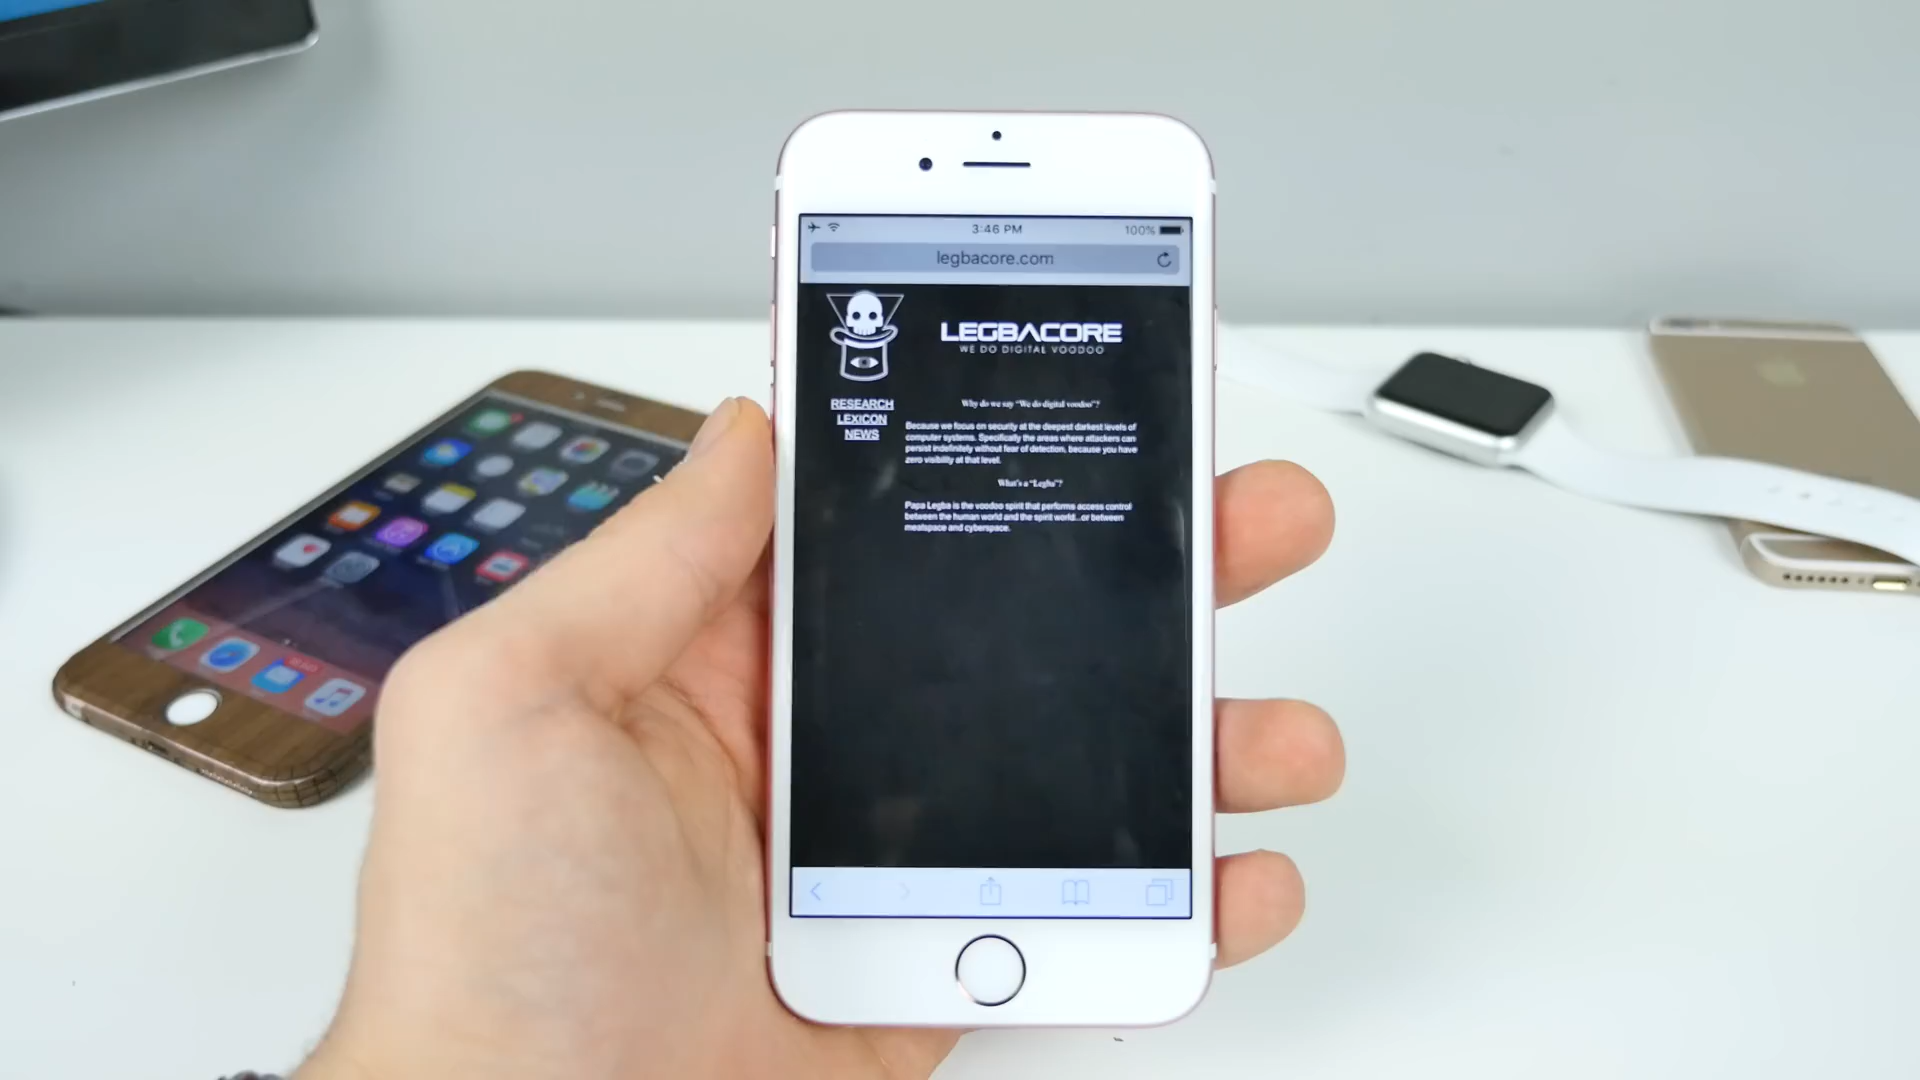 3:46 PM
100%
legbacore.com
LEGBACORE
WE DO DIGITAL VOODOO
RESEARCH
LEXICON
NEWS
Why do we say "We do digital voodoo"?
Because we focus on security at the deepest darkest levels of
computer systems. Specifically the areas where attackers can
persist indefinitely without fear of detection, because you have
zero visibility at that level.
What's a "Legba"?
Papa Legba is the voodoo spirit that performs access control
between the human world and the spirit world...or between
meatspace and cyberspace.